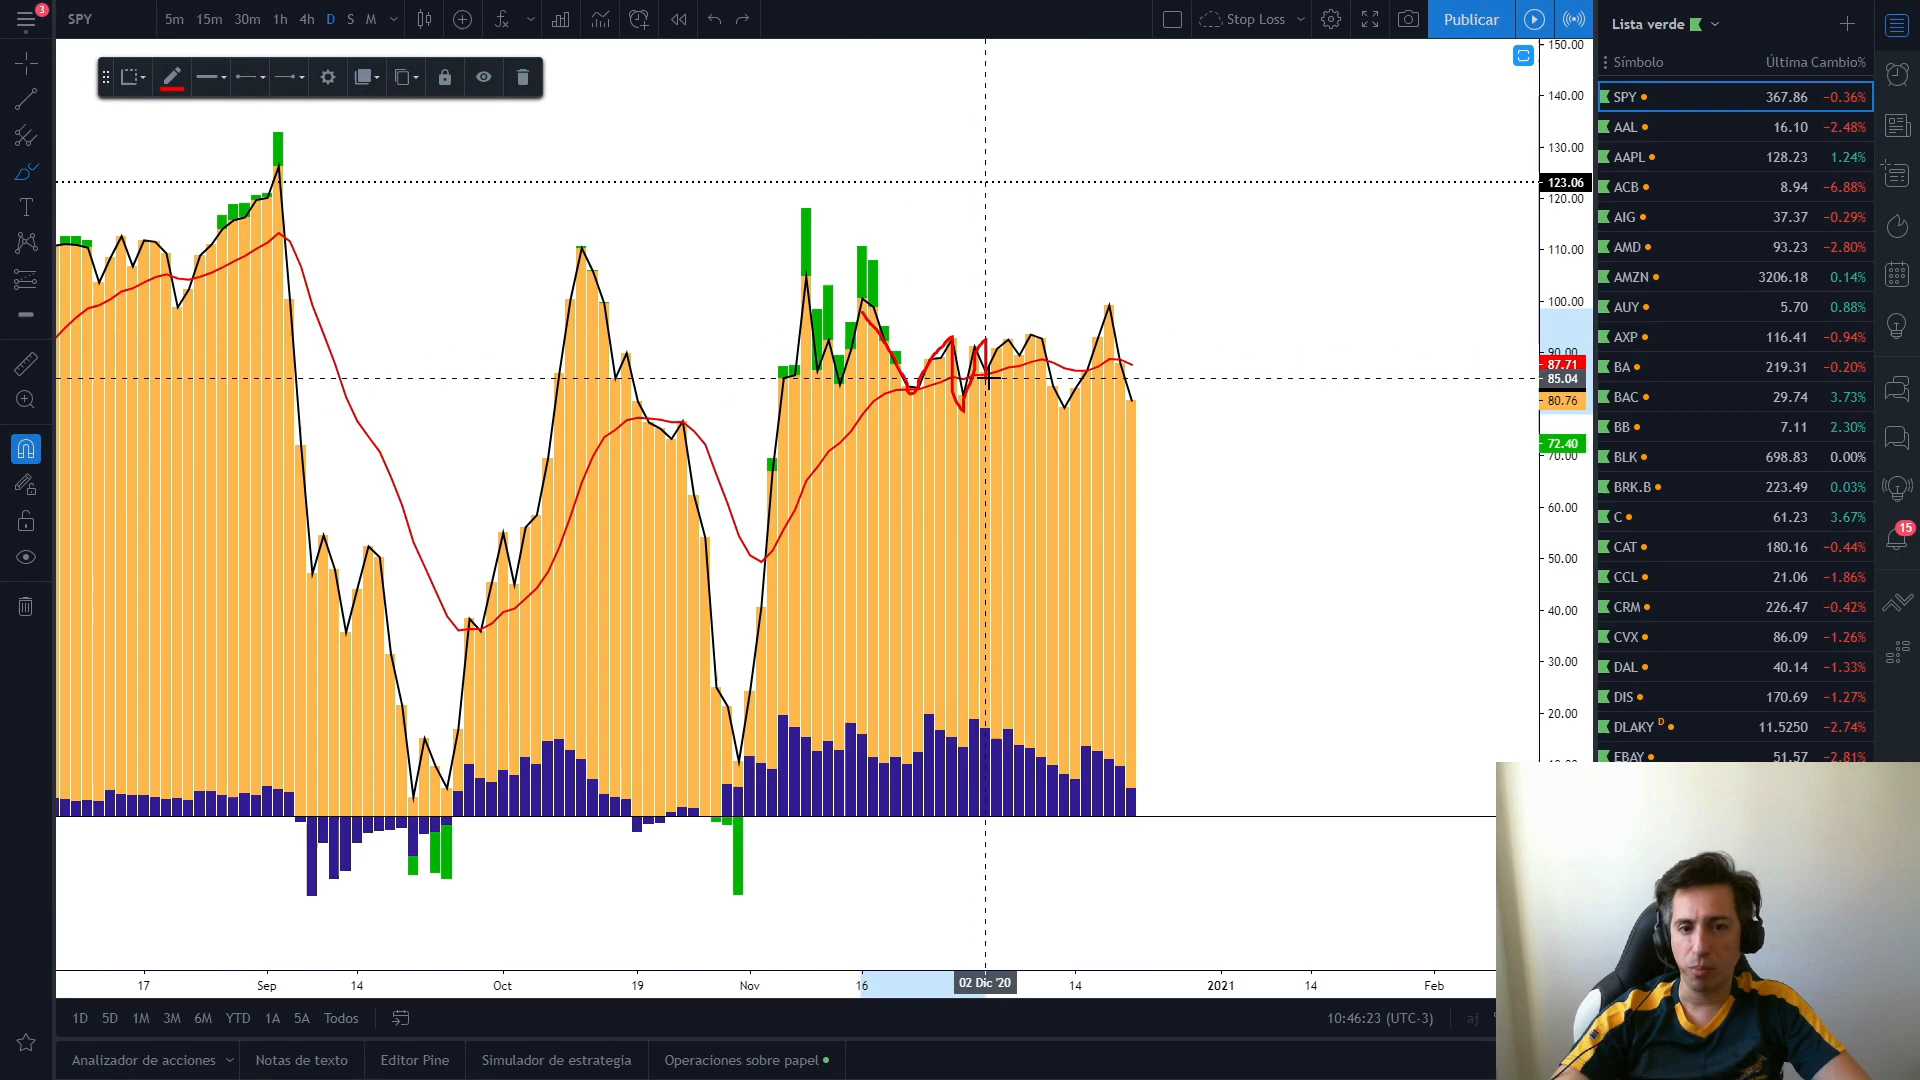 3
SPY
5m 15m 30m 1h 4h D S M
Stop Loss
Publicar
Lista verde
Símbolo Última Cambio%
SPY 367.86 −0.36%
AAL 16.10 −2.48%
AAPL 128.23 1.24%
ACB 8.94 −6.88%
AIG 37.37 −0.29%
AMD 93.23 −2.80%
AMZN 3206.18 0.14%
AUY 5.70 0.88%
AXP 116.41 −0.94%
BA 219.31 −0.20%
BAC 29.74 3.73%
BB 7.11 2.30%
BLK 698.83 0.00%
BRK.B 223.49 0.03%
C 61.23 3.67%
CAT 180.16 −0.44%
CCL 21.06 −1.86%
CRM 226.47 −0.42%
CVX 86.09 −1.26%
DAL 40.14 −1.33%
DIS 170.69 −1.27%
DLAKY D 11.5250 −2.74%
EBAY 51.57 −2.81%
15
150.00
140.00
130.00
123.06
120.00
110.00
100.00
90.00
87.71
85.04
80.76
72.40
70.00
60.00
50.00
40.00
30.00
20.00
17 Sep 14 Oct 19 Nov 16 02 Dic '20 14 2021 14 Feb
1D 5D 1M 3M 6M YTD 1A 5A Todos
10:46:23 (UTC-3)
aj
Analizador de acciones Notas de texto Editor Pine Simulador de estrategia Operaciones sobre papel